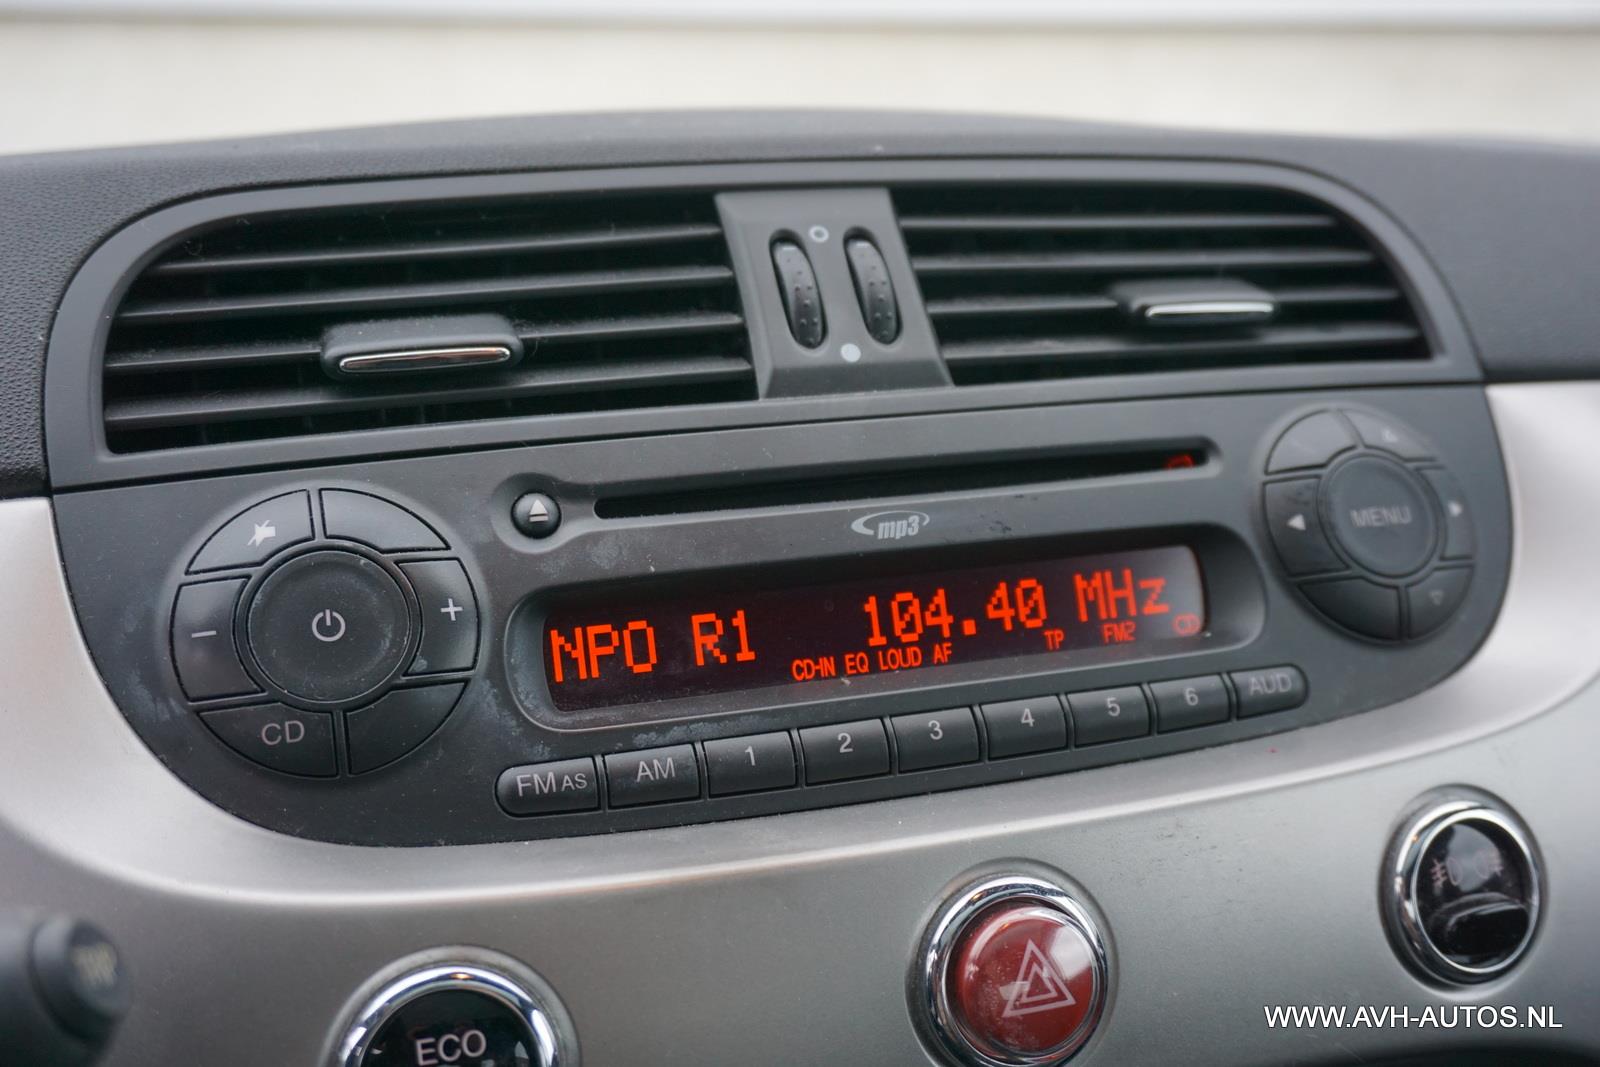 mp3
MENU
NPO R1 104.40 MHz
CD-IN EQ LOUD AF TP FM2 CD
CD
FM AS AM 1 2 3 4 5 6 AUD
TRIP
ECO
WWW.AVH-AUTOS.NL